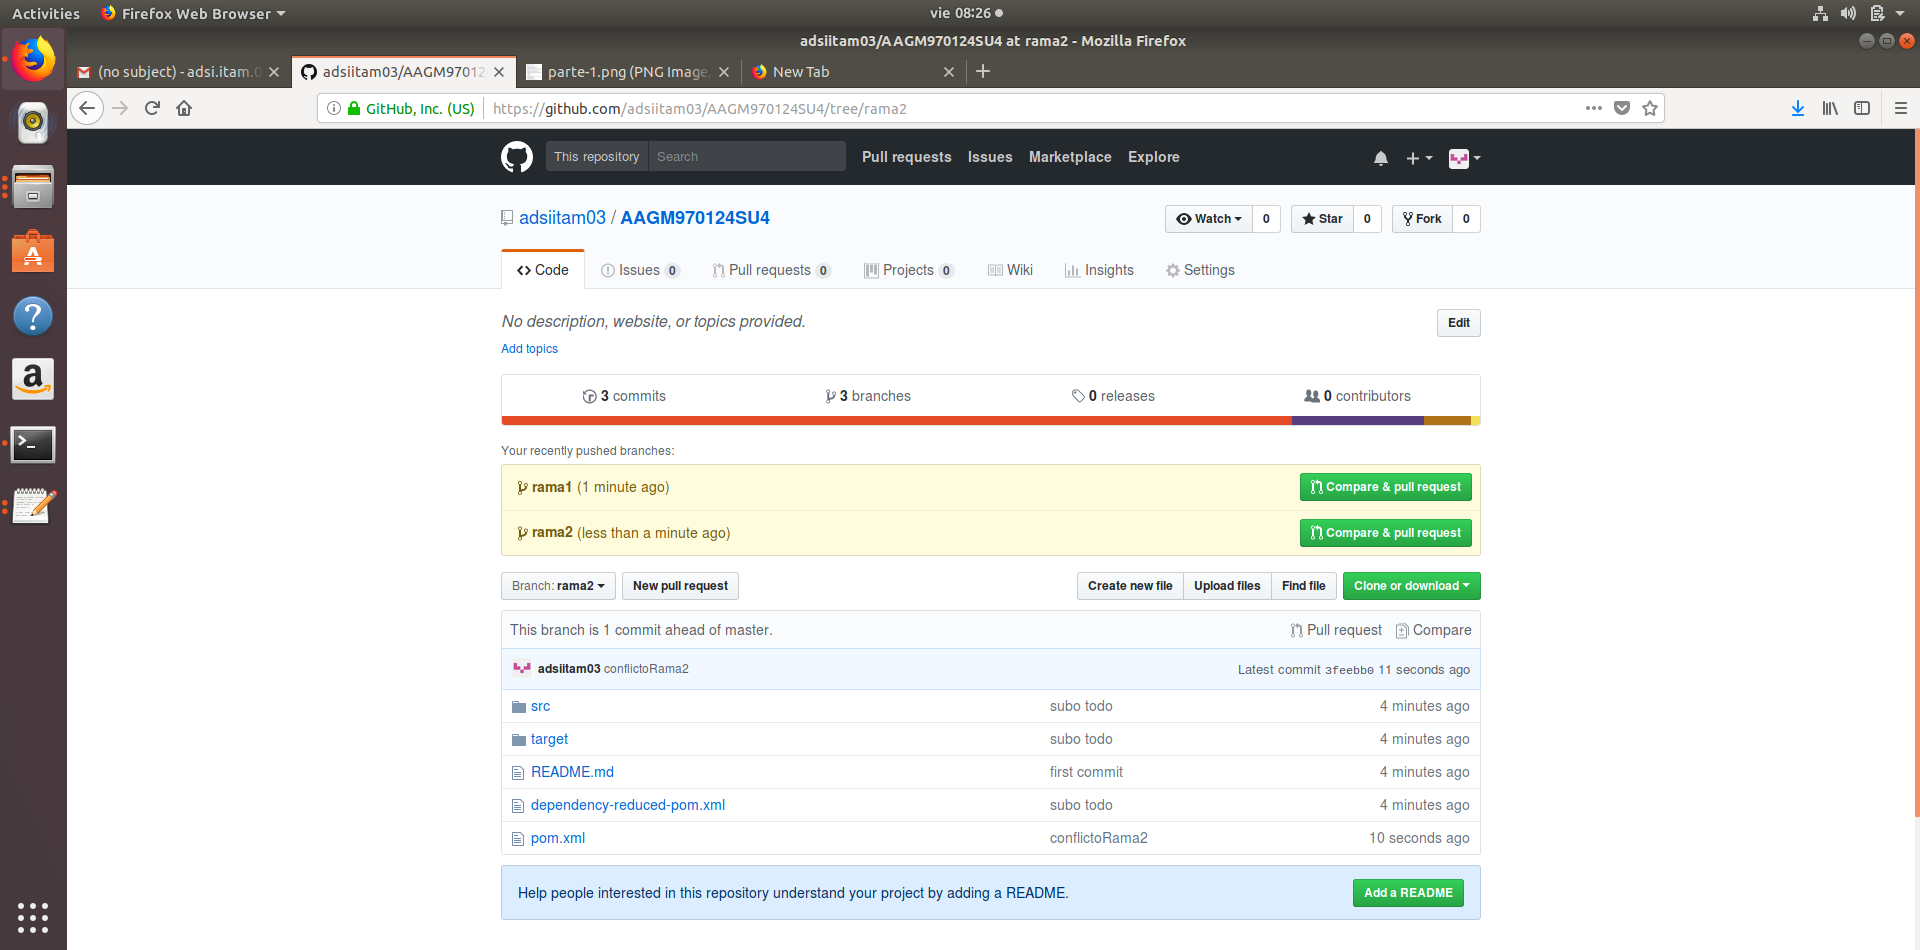 Activities Firefox Web Browser vie 08:26
adsiitam03/AAGM970124SU4 at rama2 - Mozilla Firefox
(no subject) - adsi.itam.0 adsiitam03/AAGM97012 parte-1.png (PNG Image, New Tab
GitHub, Inc. (US) https://github.com/adsiitam03/AAGM970124SU4/tree/rama2
This repository Search Pull requests Issues Marketplace Explore
adsiitam03 / AAGM970124SU4 Watch 0 Star 0 Fork 0
Code Issues 0 Pull requests 0 Projects 0 Wiki Insights Settings
No description, website, or topics provided. Edit
Add topics
3 commits 3 branches 0 releases 0 contributors
Your recently pushed branches:
rama1 (1 minute ago) Compare & pull request
rama2 (less than a minute ago) Compare & pull request
Branch: rama2 New pull request Create new file Upload files Find file Clone or download
This branch is 1 commit ahead of master. Pull request Compare
adsiitam03 conflictoRama2 Latest commit 3feebb0 11 seconds ago
src subo todo 4 minutes ago
target subo todo 4 minutes ago
README.md first commit 4 minutes ago
dependency-reduced-pom.xml subo todo 4 minutes ago
pom.xml conflictoRama2 10 seconds ago
Help people interested in this repository understand your project by adding a README. Add a README